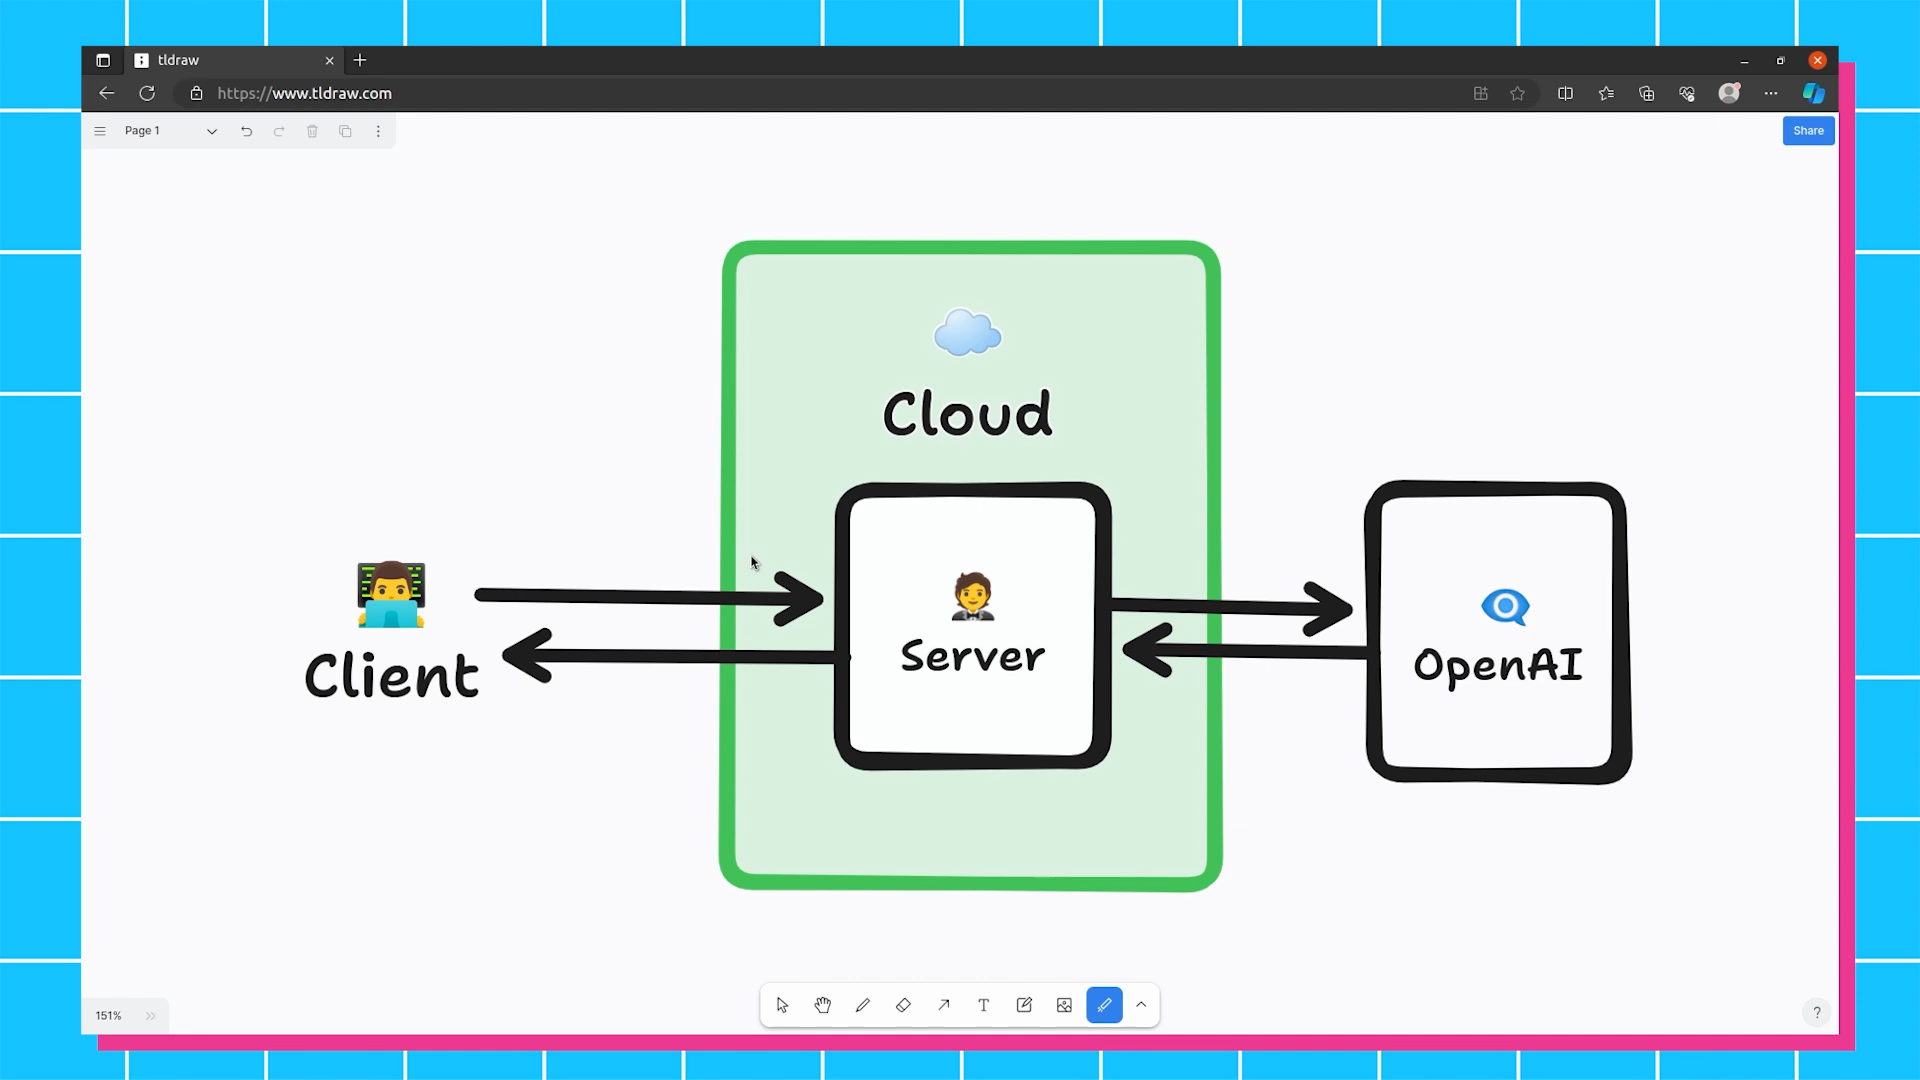 tldraw
https://www.tldraw.com
Page 1
Share
Cloud
Client
Server
OpenAI
T
151%
?